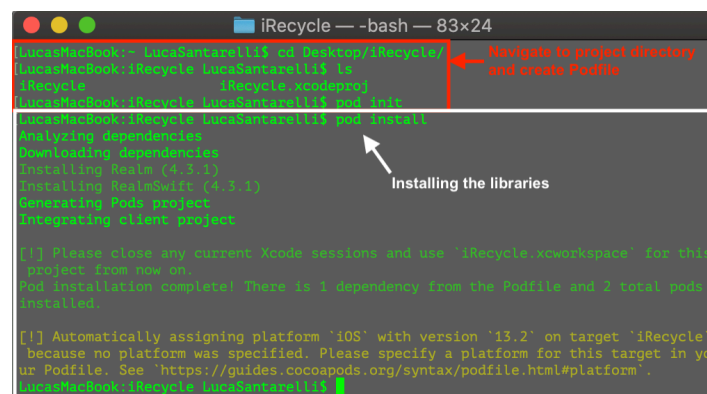 iRecycle — -bash — 83×24
[LucasMacBook:~ LucaSantarelli$ cd Desktop/iRecycle/
[LucasMacBook:iRecycle LucaSantarelli$ ls
iRecycle iRecycle.xcodeproj
[LucasMacBook:iRecycle LucaSantarelli$ pod init
Navigate to project directory
and create Podfile
[LucasMacBook:iRecycle LucaSantarelli$ pod install
Analyzing dependencies
Downloading dependencies
Installing Realm (4.3.1)
Installing RealmSwift (4.3.1)
Generating Pods project
Integrating client project
Installing the libraries
[!] Please close any current Xcode sessions and use `iRecycle.xcworkspace` for this
project from now on.
Pod installation complete! There is 1 dependency from the Podfile and 2 total pods
installed.
[!] Automatically assigning platform `iOS` with version `13.2` on target `iRecycle`
because no platform was specified. Please specify a platform for this target in yo
ur Podfile. See `https://guides.cocoapods.org/syntax/podfile.html#platform`.
LucasMacBook:iRecycle LucaSantarelli$